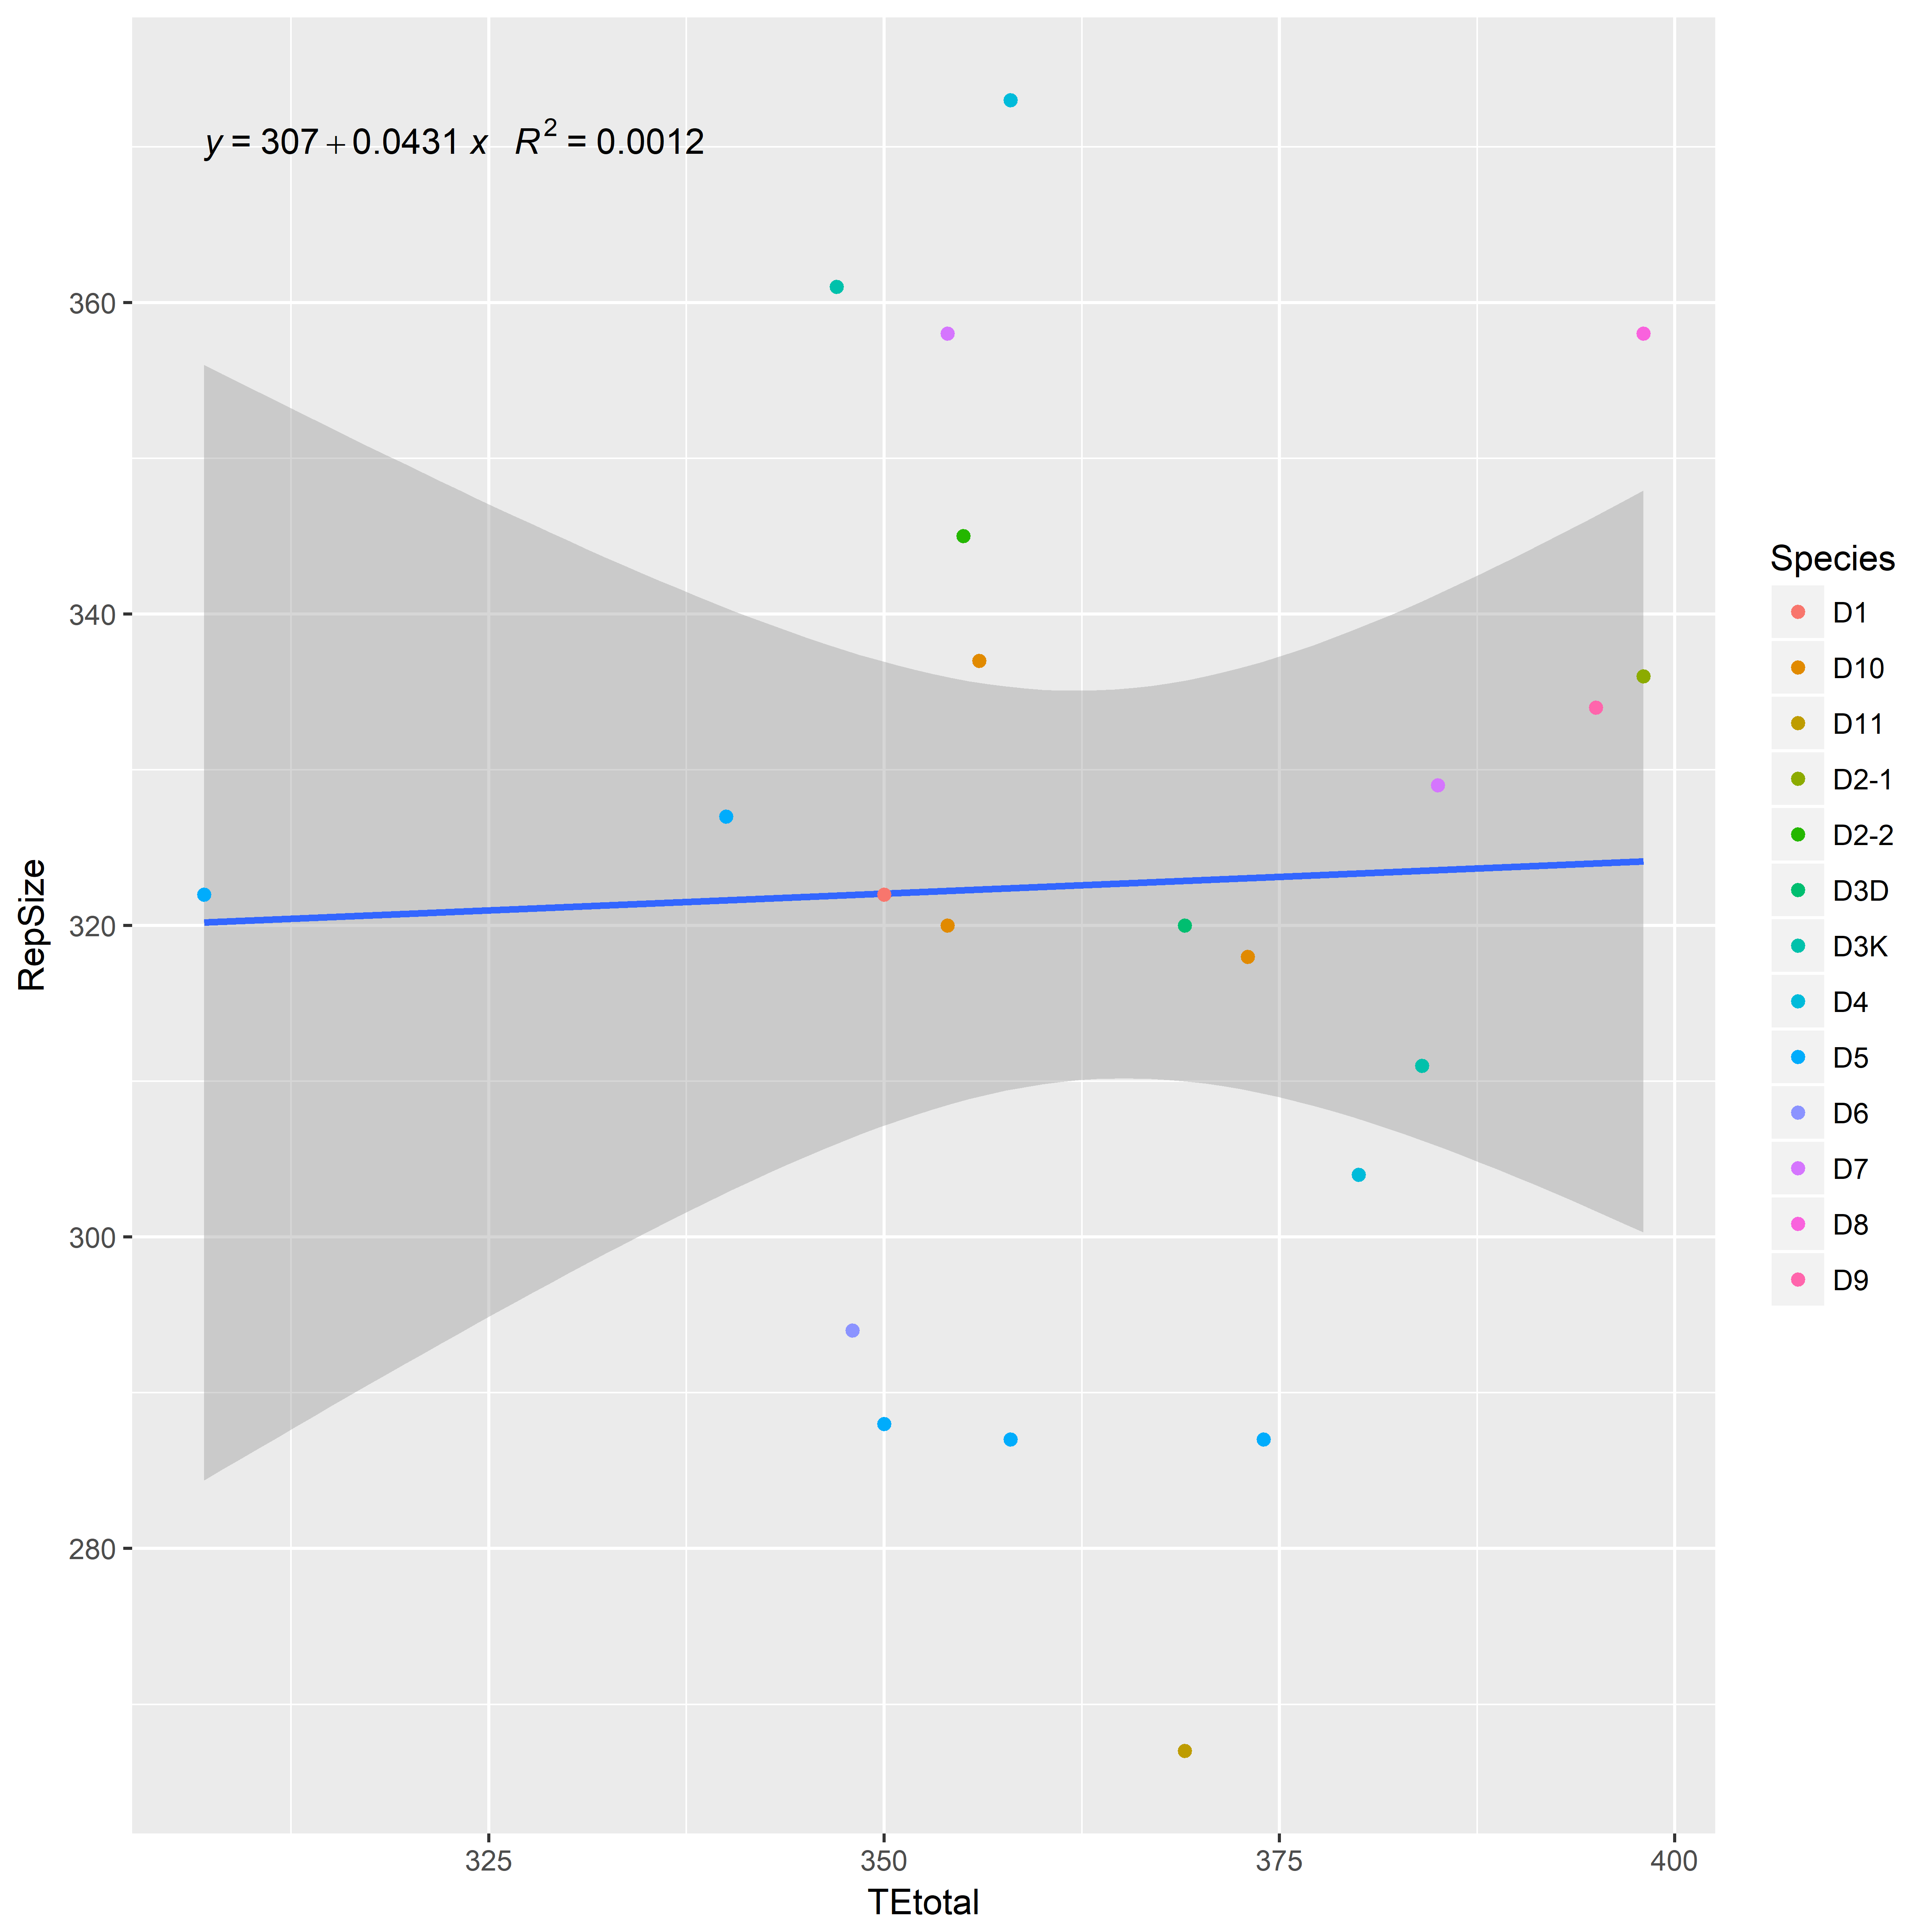 y = 307 + 0.0431 x R² = 0.0012
360
340
320
300
280
RepSize
325 350 375 400
TEtotal
Species
D1
D10
D11
D2-1
D2-2
D3D
D3K
D4
D5
D6
D7
D8
D9